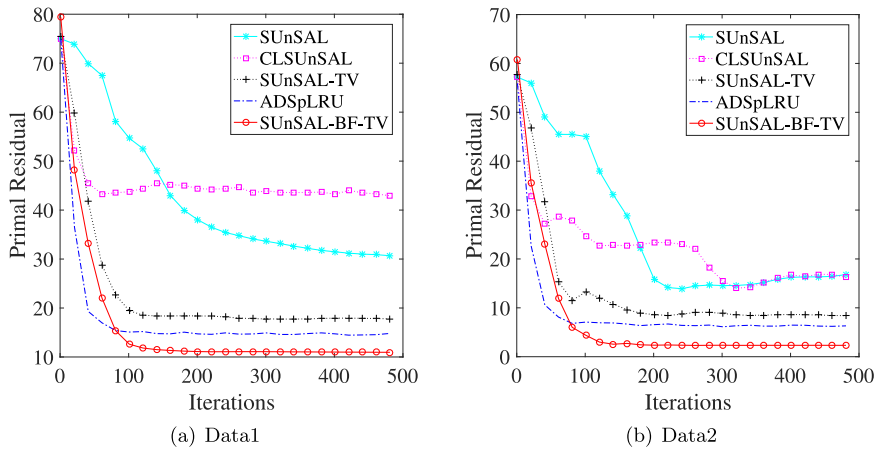 80
70
60
50
40
30
20
10
0 100 200 300 400 500
Primal Residual
Iterations
SUnSAL
CLSUnSAL
SUnSAL-TV
ADSpLRU
SUnSAL-BF-TV
(a) Data1
70
60
50
40
30
20
10
0
0 100 200 300 400 500
Primal Residual
Iterations
SUnSAL
CLSUnSAL
SUnSAL-TV
ADSpLRU
SUnSAL-BF-TV
(b) Data2